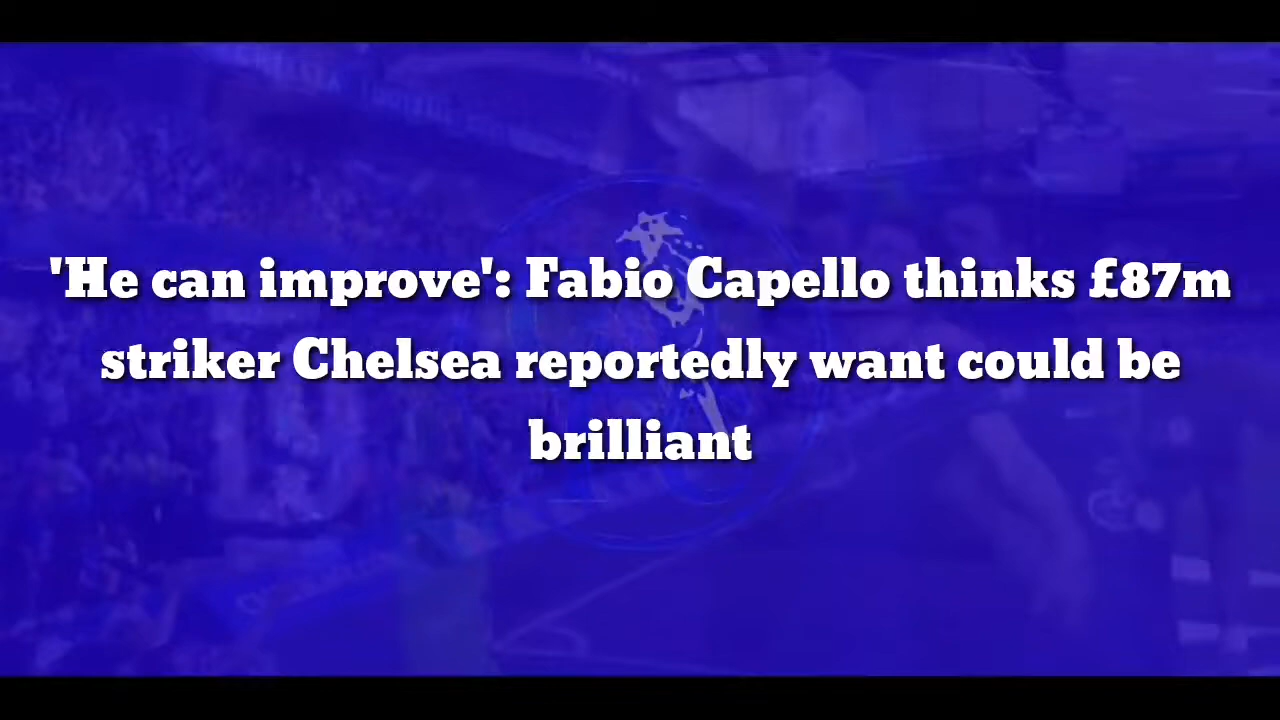 'He can improve': Fabio Capello thinks £87m
striker Chelsea reportedly want could be
brilliant